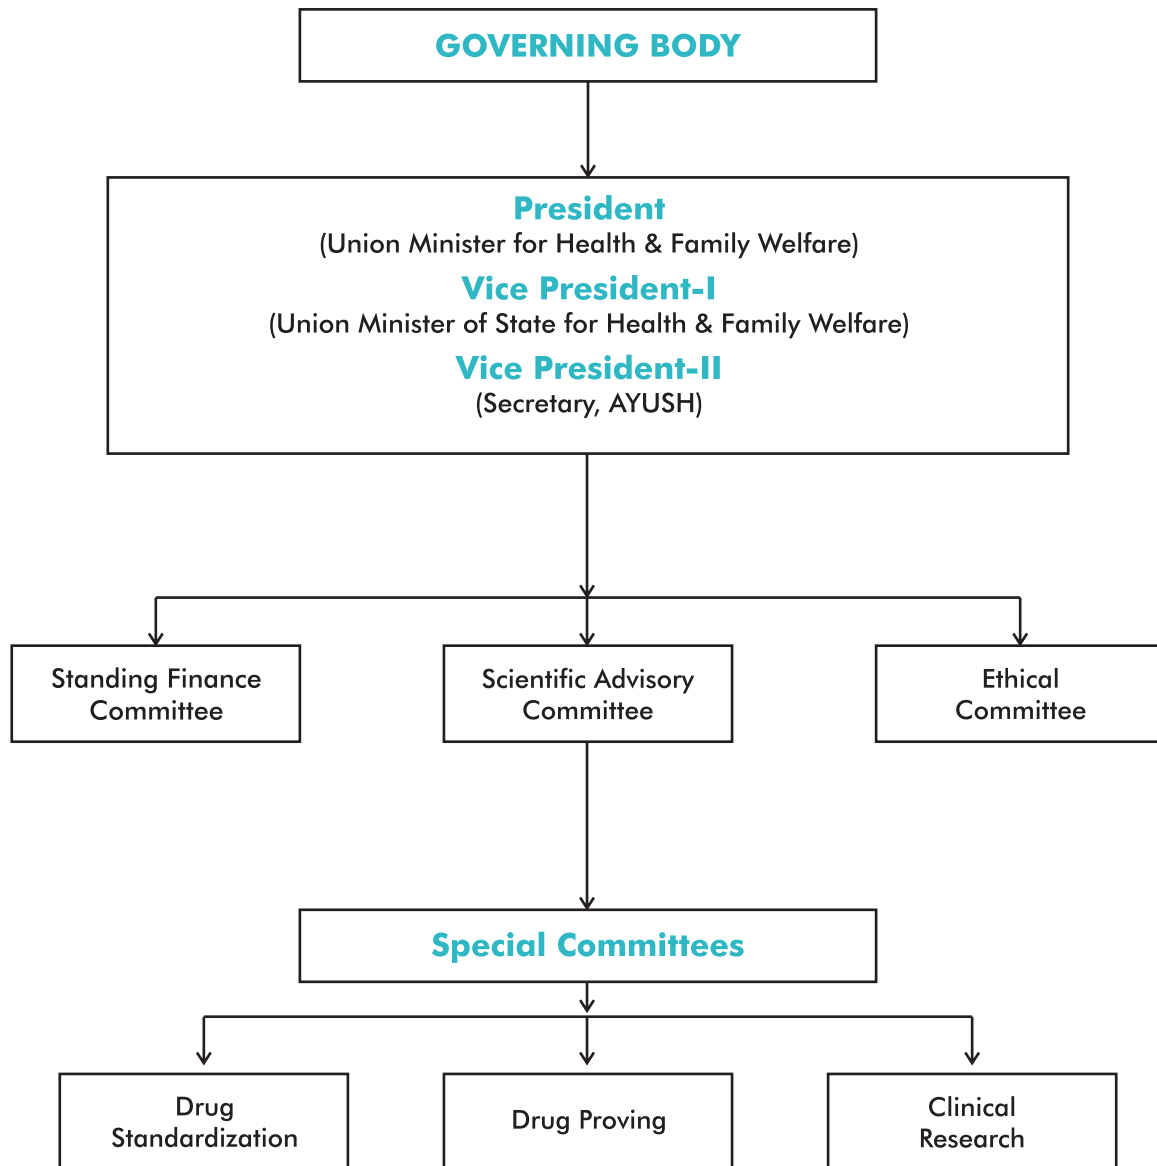 GOVERNING BODY
President
(Union Minister for Health & Family Welfare)
Vice President-I
(Union Minister of State for Health & Family Welfare)
Vice President-II
(Secretary, AYUSH)
Standing Finance
Committee
Scientific Advisory
Committee
Ethical
Committee
Special Committees
Drug
Standardization
Drug Proving
Clinical
Research